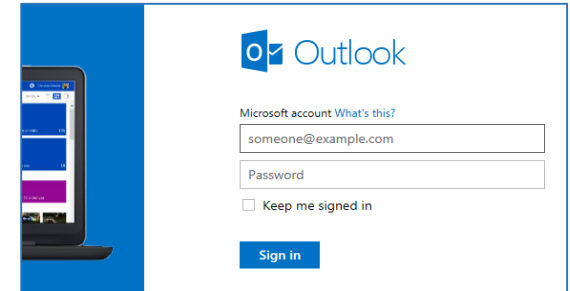 Outlook
Microsoft account What's this?
someone@example.com
Password
Keep me signed in
Sign in